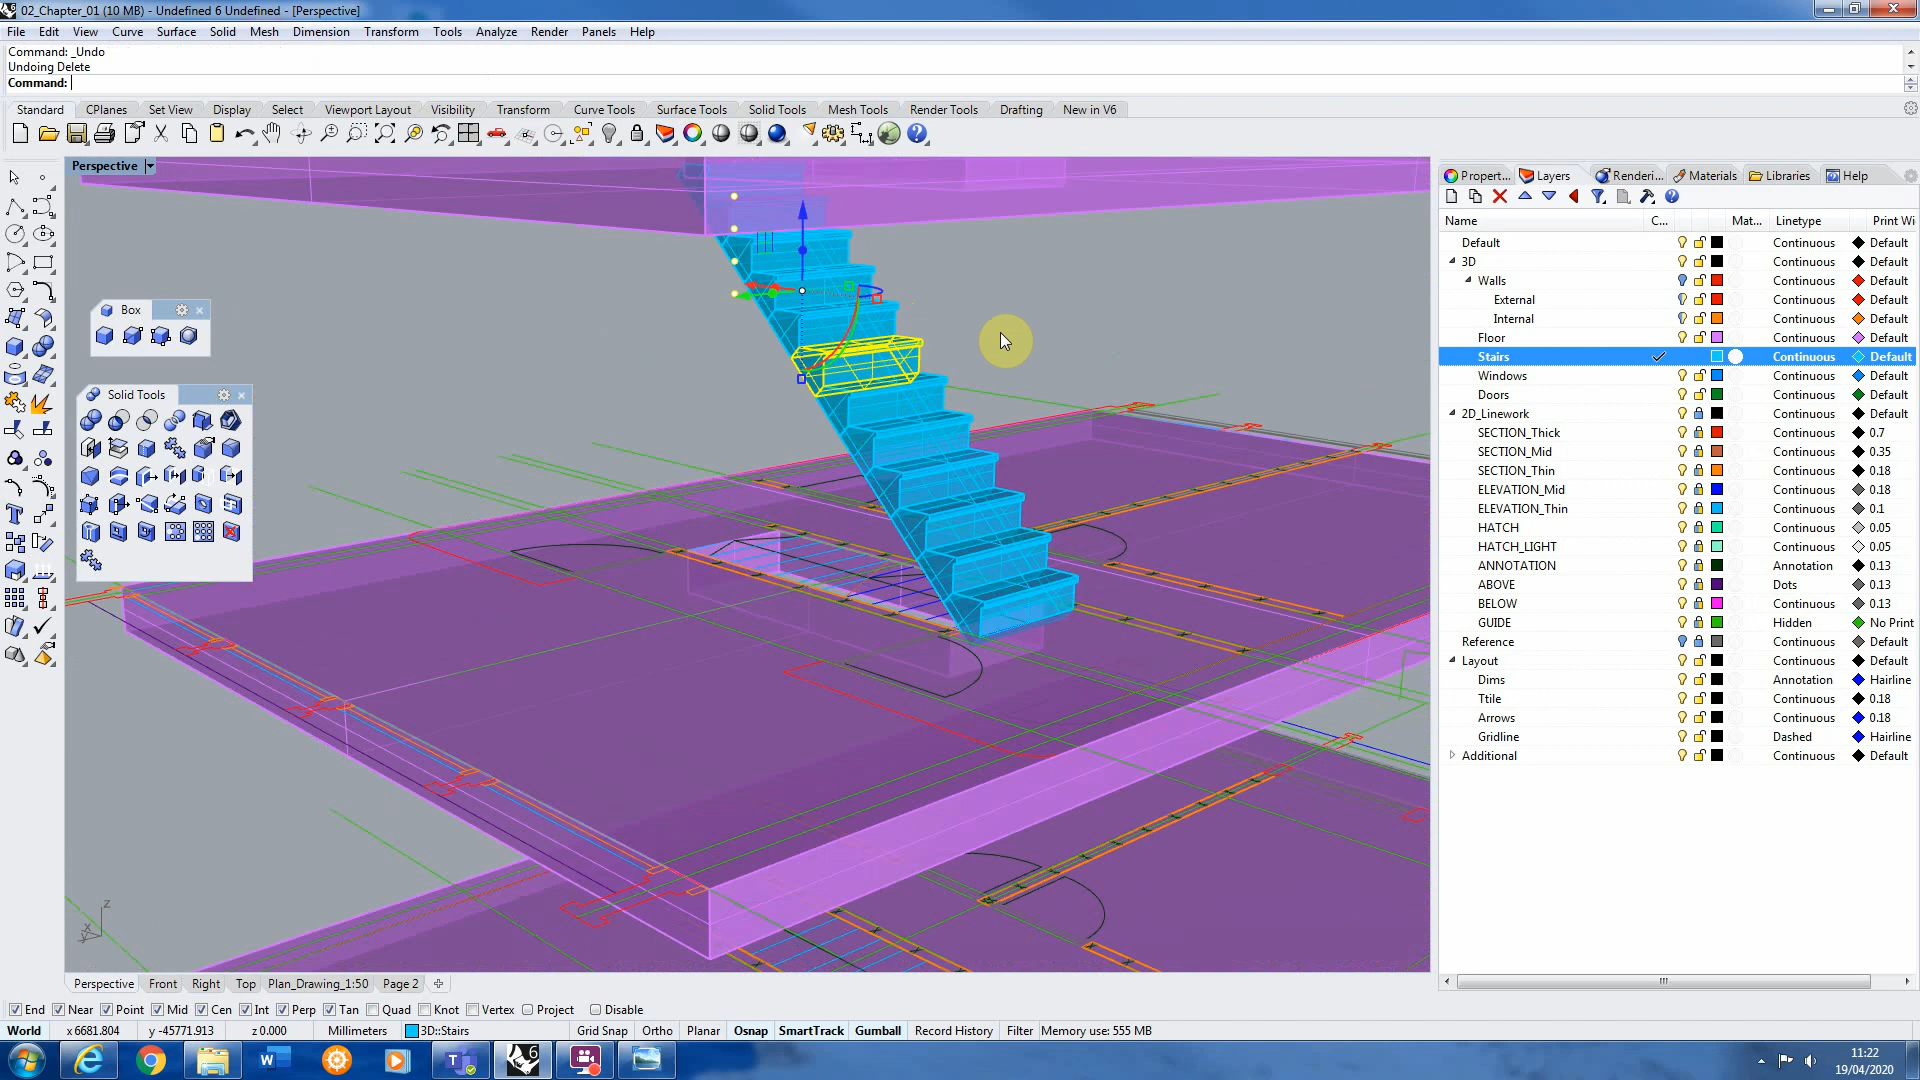 02_Chapter_01 (10 MB) - Undefined 6 Undefined - [Perspective]
File Edit View Curve Surface Solid Mesh Dimension Transform Tools Analyze Render Panels Help
Command: _Undo
Undoing Delete
Command:
Standard CPlanes Set View Display Select Viewport Layout Visibility Transform Curve Tools Surface Tools Solid Tools Mesh Tools Render Tools Drafting New in V6
Perspective
Propert... Layers Renderi... Materials Libraries Help
Name C... Mat... Linetype Print Wi
Default Continuous Default
3D Continuous Default
Walls Continuous Default
External Continuous Default
Internal Continuous Default
Floor Continuous Default
Stairs Continuous Default
Windows Continuous Default
Doors Continuous Default
2D_Linework Continuous Default
SECTION_Thick Continuous 0.7
SECTION_Mid Continuous 0.35
SECTION_Thin Continuous 0.18
ELEVATION_Mid Continuous 0.18
ELEVATION_Thin Continuous 0.1
HATCH Continuous 0.05
HATCH_LIGHT Continuous 0.05
ANNOTATION Annotation 0.13
ABOVE Dots 0.13
BELOW Continuous 0.13
GUIDE Hidden No Print
Reference Continuous Default
Layout Continuous Default
Dims Annotation Hairline
Ttile Continuous 0.18
Arrows Continuous 0.18
Gridline Dashed Hairline
Additional Continuous Default
Box
Solid Tools
z
x
y
Perspective Front Right Top Plan_Drawing_1:50 Page 2
End Near Point Mid Cen Int Perp Tan Quad Knot Vertex Project Disable
World x 6681.804 y -45771.913 z 0.000 Millimeters 3D::Stairs Grid Snap Ortho Planar Osnap SmartTrack Gumball Record History Filter Memory use: 555 MB
11:22
19/04/2020